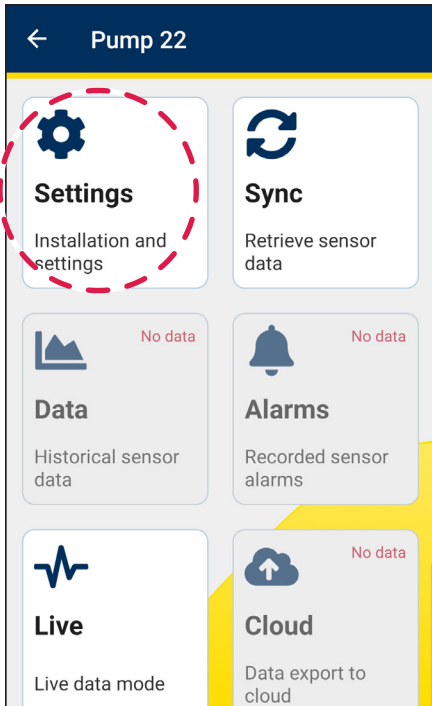 Pump 22
Settings
Installation and
settings
Sync
Retrieve sensor
data
No data
Data
Historical sensor
data
No data
Alarms
Recorded sensor
alarms
Live
Live data mode
No data
Cloud
Data export to
cloud